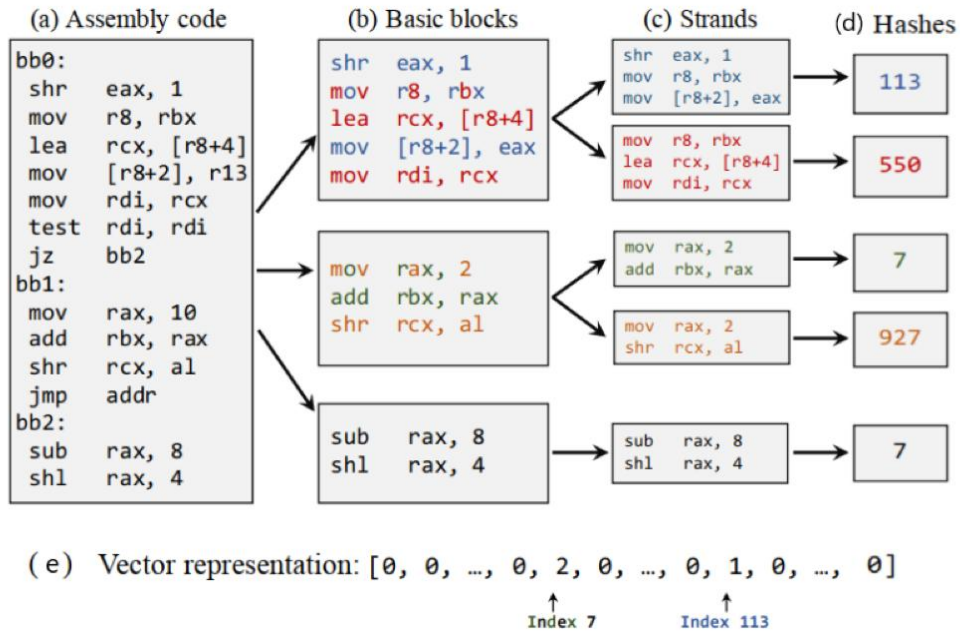 (a) Assembly code
bb0:
shr eax, 1
mov r8, rbx
lea rcx, [r8+4]
mov [r8+2], r13
mov rdi, rcx
test rdi, rdi
jz bb2
bb1:
mov rax, 10
add rbx, rax
shr rcx, al
jmp addr
bb2:
sub rax, 8
shl rax, 4
(b) Basic blocks
shr eax, 1
mov r8, rbx
lea rcx, [r8+4]
mov [r8+2], eax
mov rdi, rcx
mov rax, 2
add rbx, rax
shr rcx, al
sub rax, 8
shl rax, 4
(c) Strands
shr eax, 1
mov r8, rbx
mov [r8+2], eax
mov r8, rbx
lea rcx, [r8+4]
mov rdi, rcx
mov rax, 2
add rbx, rax
mov rax, 2
shr rcx, al
sub rax, 8
shl rax, 4
(d) Hashes
113
550
7
927
7
(e) Vector representation: [0, 0, …, 0, 2, 0, …, 0, 1, 0, …, 0]
Index 7 Index 113